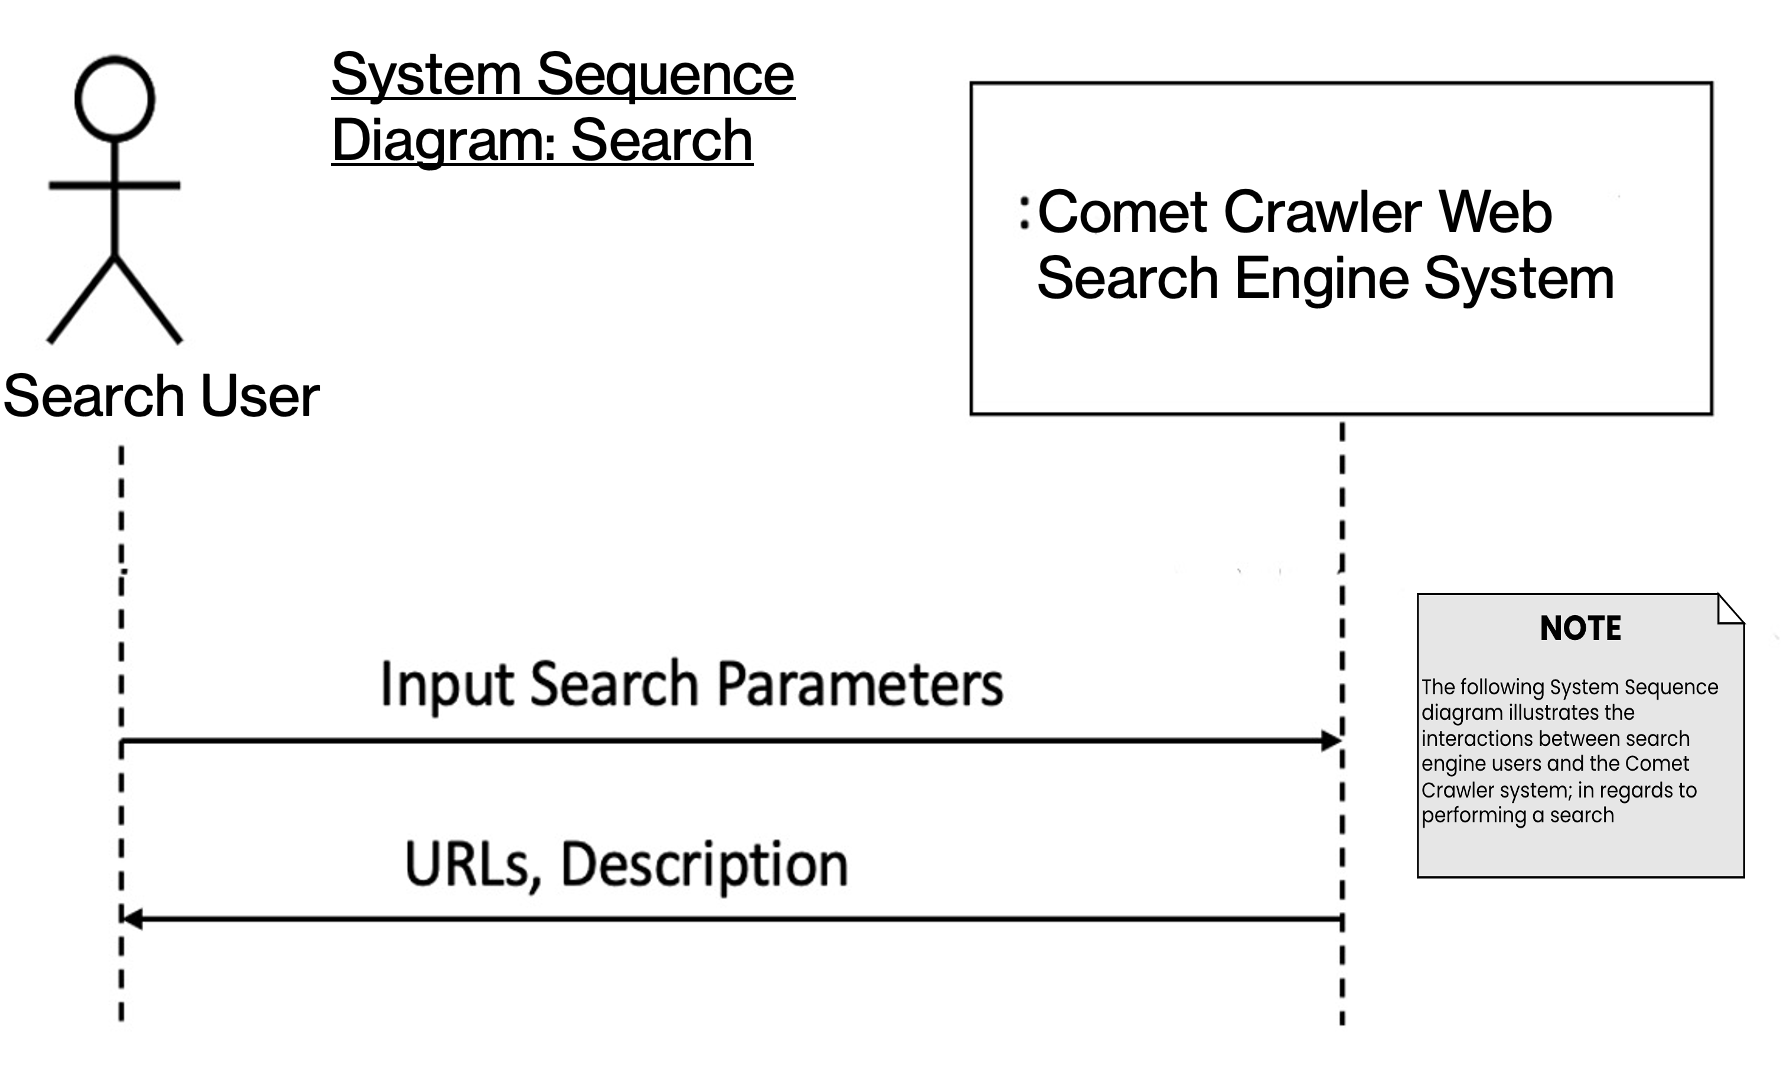 System Sequence
Diagram: Search
:Comet Crawler Web
Search Engine System
Search User
Input Search Parameters
URLs, Description
NOTE
The following System Sequence
diagram illustrates the
interactions between search
engine users and the Comet
Crawler system; in regards to
performing a search